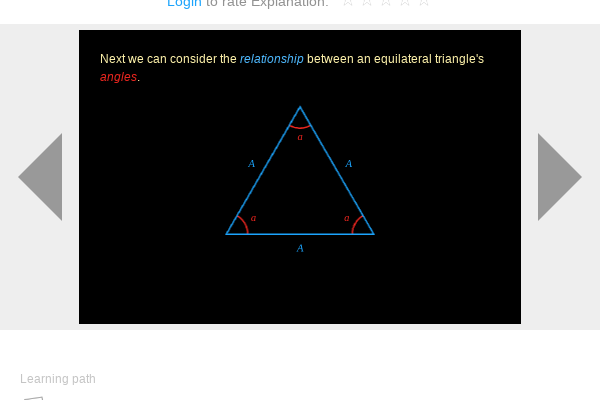 Login to rate Explanation:
Next we can consider the relationship between an equilateral triangle's
angles.
a
A
A
a
a
A
Learning path